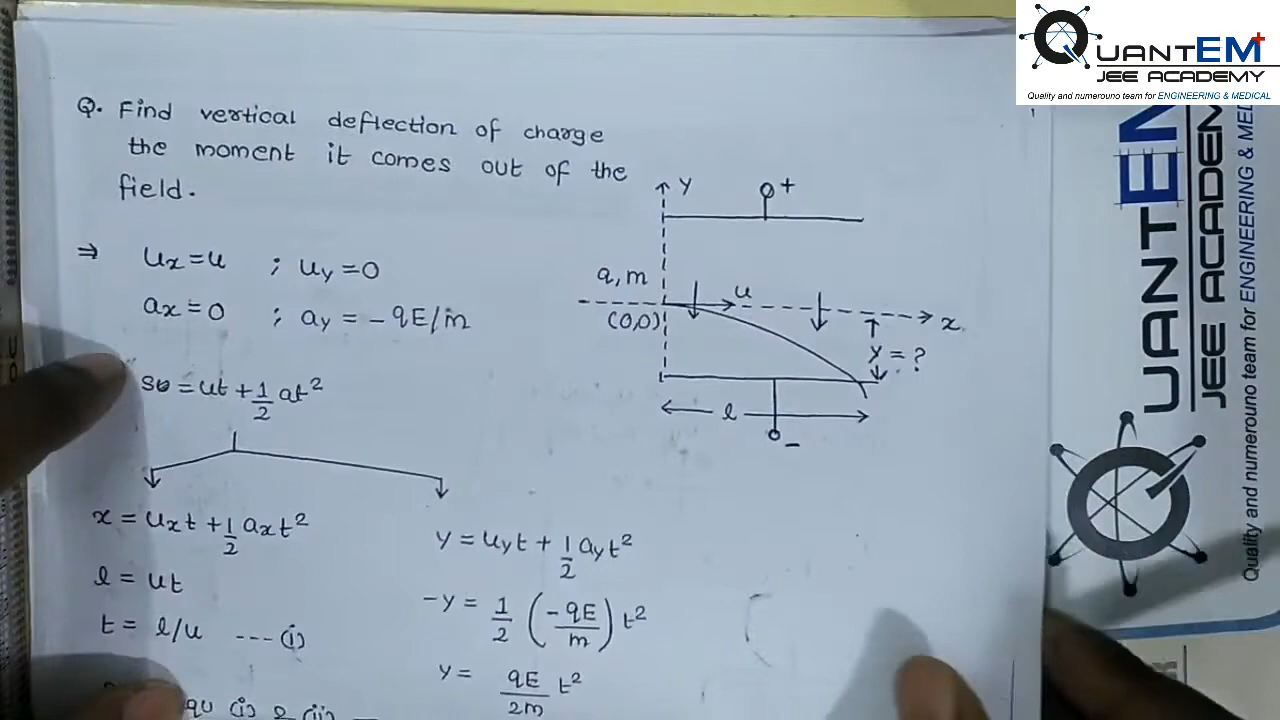 QUANTEM+
JEE ACADEMY
Quality and numerouno team for ENGINEERING & MEDICAL
Q. Find vertical deflection of charge
the moment it comes out of the
field.
⇒ ux = u ; uy = 0
ax = 0 ; ay = -qE/m
= ut + 1/2 at²
x = uxt + 1/2 axt²
l = ut
t = l/u ---(i)
y = uyt + 1/2 ayt²
-y = 1/2 (-qE/m) t²
y = qE/2m t²
(i) & (ii)
y
+
q, m
u
(0,0)
x
y = ?
l
-
QUANTEM
JEE ACADEM
Quality and numerouno team for ENGINEERING & MED